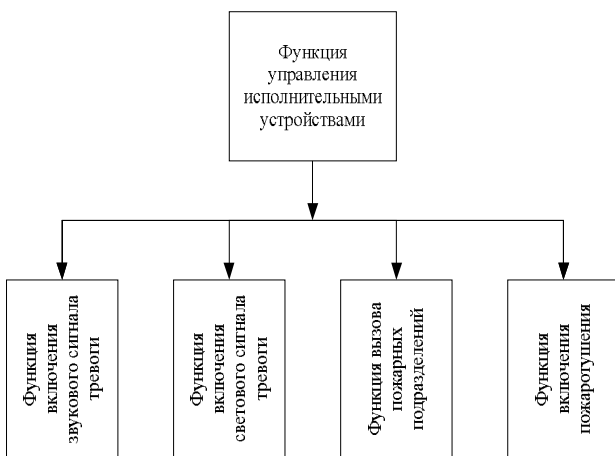 Функция
управления
исполнительными
устройствами
Функция
включения
звукового сигнала
тревоги
Функция
включения
светового сигнала
тревоги
Функция вызова
пожарных
подразделений
Функция
включения
пожаротушения